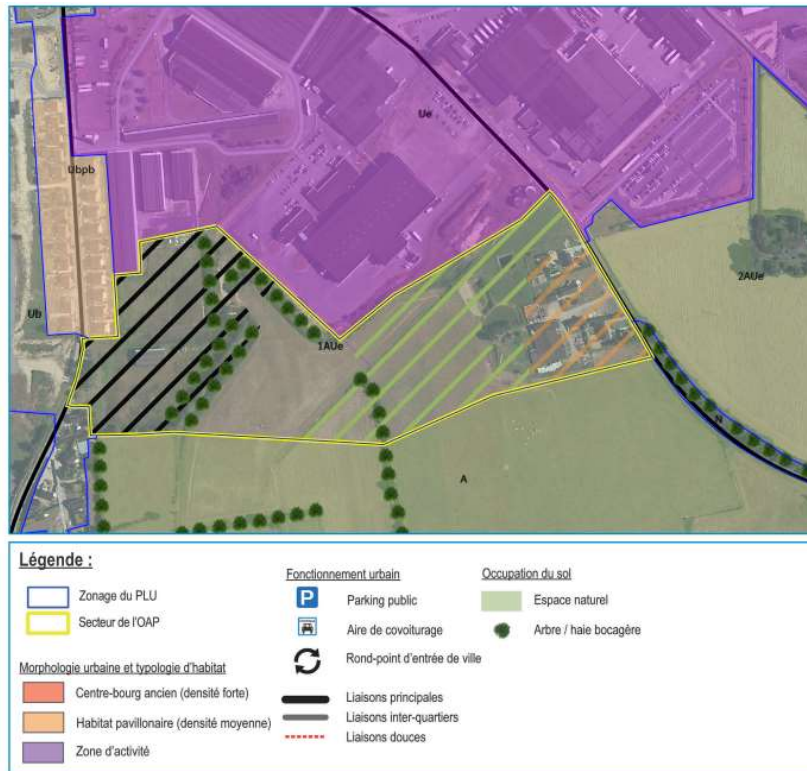 Ue
Ubpb
2AUe
Ub
1AUe
N
A
Légende :
Zonage du PLU
Secteur de l'OAP
Morphologie urbaine et typologie d'habitat
Centre-bourg ancien (densité forte)
Habitat pavillonaire (densité moyenne)
Zone d'activité
Fonctionnement urbain
P
Parking public
Aire de covoiturage
Rond-point d'entrée de ville
Liaisons principales
Liaisons inter-quartiers
Liaisons douces
Occupation du sol
Espace naturel
Arbre / haie bocagère